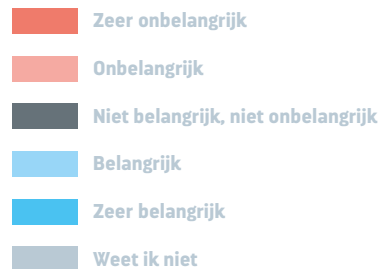 Zeer onbelangrijk
Onbelangrijk
Niet belangrijk, niet onbelangrijk
Belangrijk
Zeer belangrijk
Weet ik niet